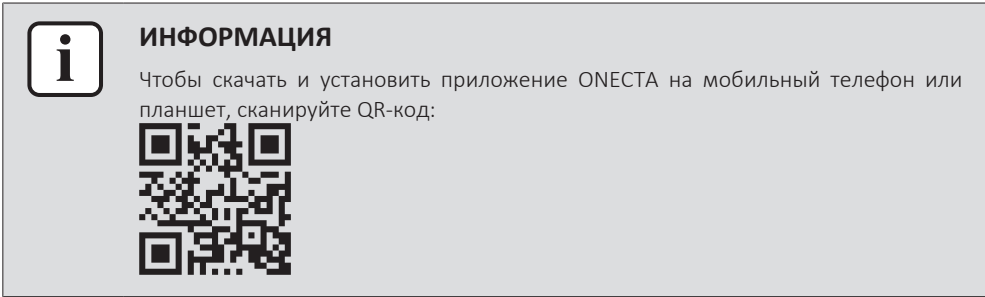 i
ИНФОРМАЦИЯ
Чтобы скачать и установить приложение ONECTA на мобильный телефон или
планшет, сканируйте QR-код: